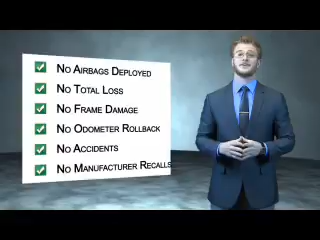 No Airbags Deployed
No Total Loss
No Frame Damage
No Odometer Rollback
No Accidents
No Manufacturer Recalls